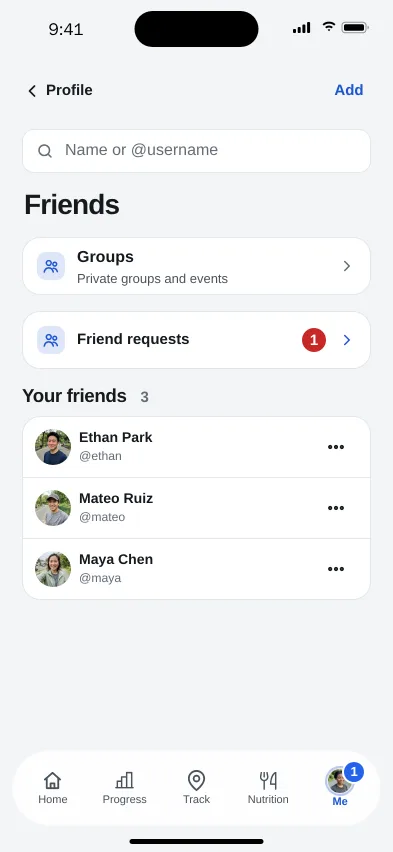 9:41
Profile
Add
Name or @username
Friends
Groups
Private groups and events
Friend requests
1
Your friends 3
Ethan Park
@ethan
Mateo Ruiz
@mateo
Maya Chen
@maya
1
Home
Progress
Track
Nutrition
Me